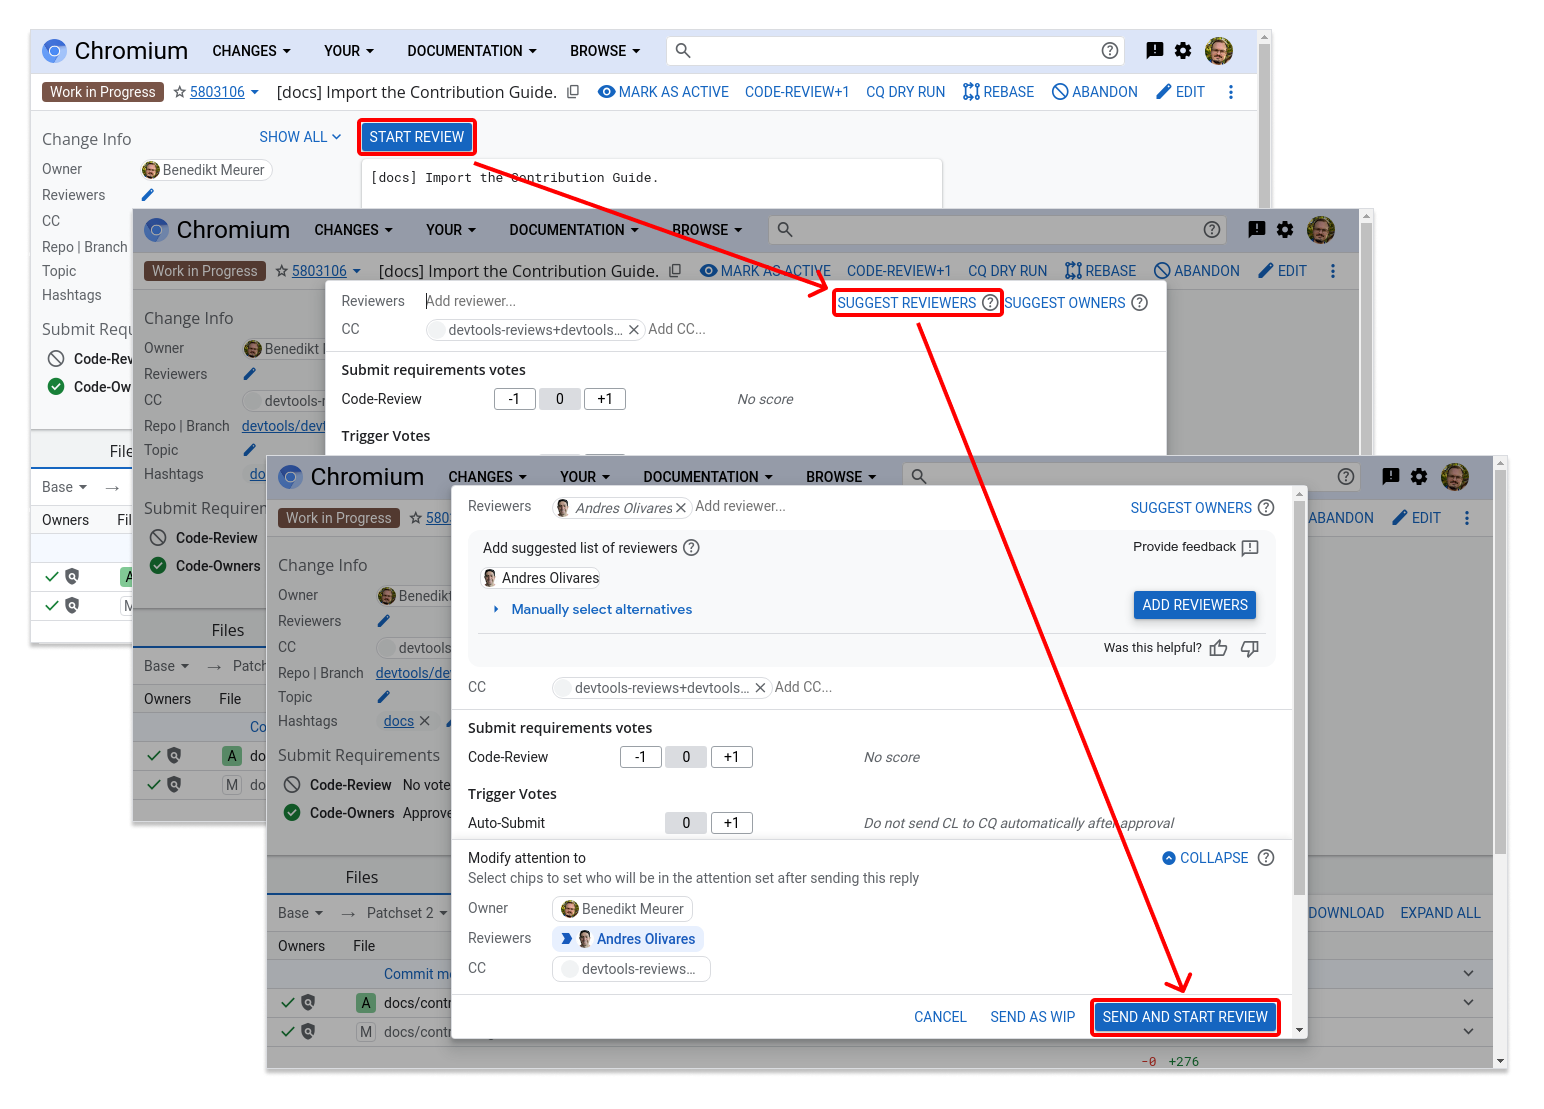 Chromium CHANGES YOUR DOCUMENTATION BROWSE
Work in Progress 5803106 [docs] Import the Contribution Guide. MARK AS ACTIVE CODE-REVIEW+1 CQ DRY RUN REBASE ABANDON EDIT
Change Info SHOW ALL START REVIEW
Owner Benedikt Meurer
[docs] Import the Contribution Guide.
Reviewers
CC
Repo | Branch
Topic
Hashtags
Submit Requ
Code-Rev
Code-Ow
File
Base →
Owners Fil
A
M
Chromium CHANGES YOUR DOCUMENTATION BROWSE
Work in Progress 5803106 [docs] Import the Contribution Guide. MARK AS ACTIVE CODE-REVIEW+1 CQ DRY RUN REBASE ABANDON EDIT
Change Info
Owner Benedikt
Reviewers
CC devtools-r
Repo | Branch devtools/devt
Topic
Hashtags do
Submit Requirem
Code-Review
Code-Owners
Files
Base → Patch
Owners File
Co
A do
M do
Reviewers Add reviewer... SUGGEST REVIEWERS SUGGEST OWNERS
CC devtools-reviews+devtools... Add CC...
Submit requirements votes
Code-Review -1 0 +1 No score
Trigger Votes
Chromium CHANGES YOUR DOCUMENTATION BROWSE
Work in Progress 580 ABANDON EDIT
Change Info
Owner Benedikt
Reviewers
CC devtools
Repo | Branch devtools/de
Topic
Hashtags docs
Submit Requirements
Code-Review No vote
Code-Owners Approve
Files
Base → Patchset 2 DOWNLOAD EXPAND ALL
Owners File
Commit me
A docs/contr
M docs/contr
-0 +276
Reviewers Andres Olivares Add reviewer... SUGGEST OWNERS
Add suggested list of reviewers Provide feedback
Andres Olivares
Manually select alternatives ADD REVIEWERS
Was this helpful?
CC devtools-reviews+devtools... Add CC...
Submit requirements votes
Code-Review -1 0 +1 No score
Trigger Votes
Auto-Submit 0 +1 Do not send CL to CQ automatically after approval
Modify attention to COLLAPSE
Select chips to set who will be in the attention set after sending this reply
Owner Benedikt Meurer
Reviewers Andres Olivares
CC devtools-reviews...
CANCEL SEND AS WIP SEND AND START REVIEW